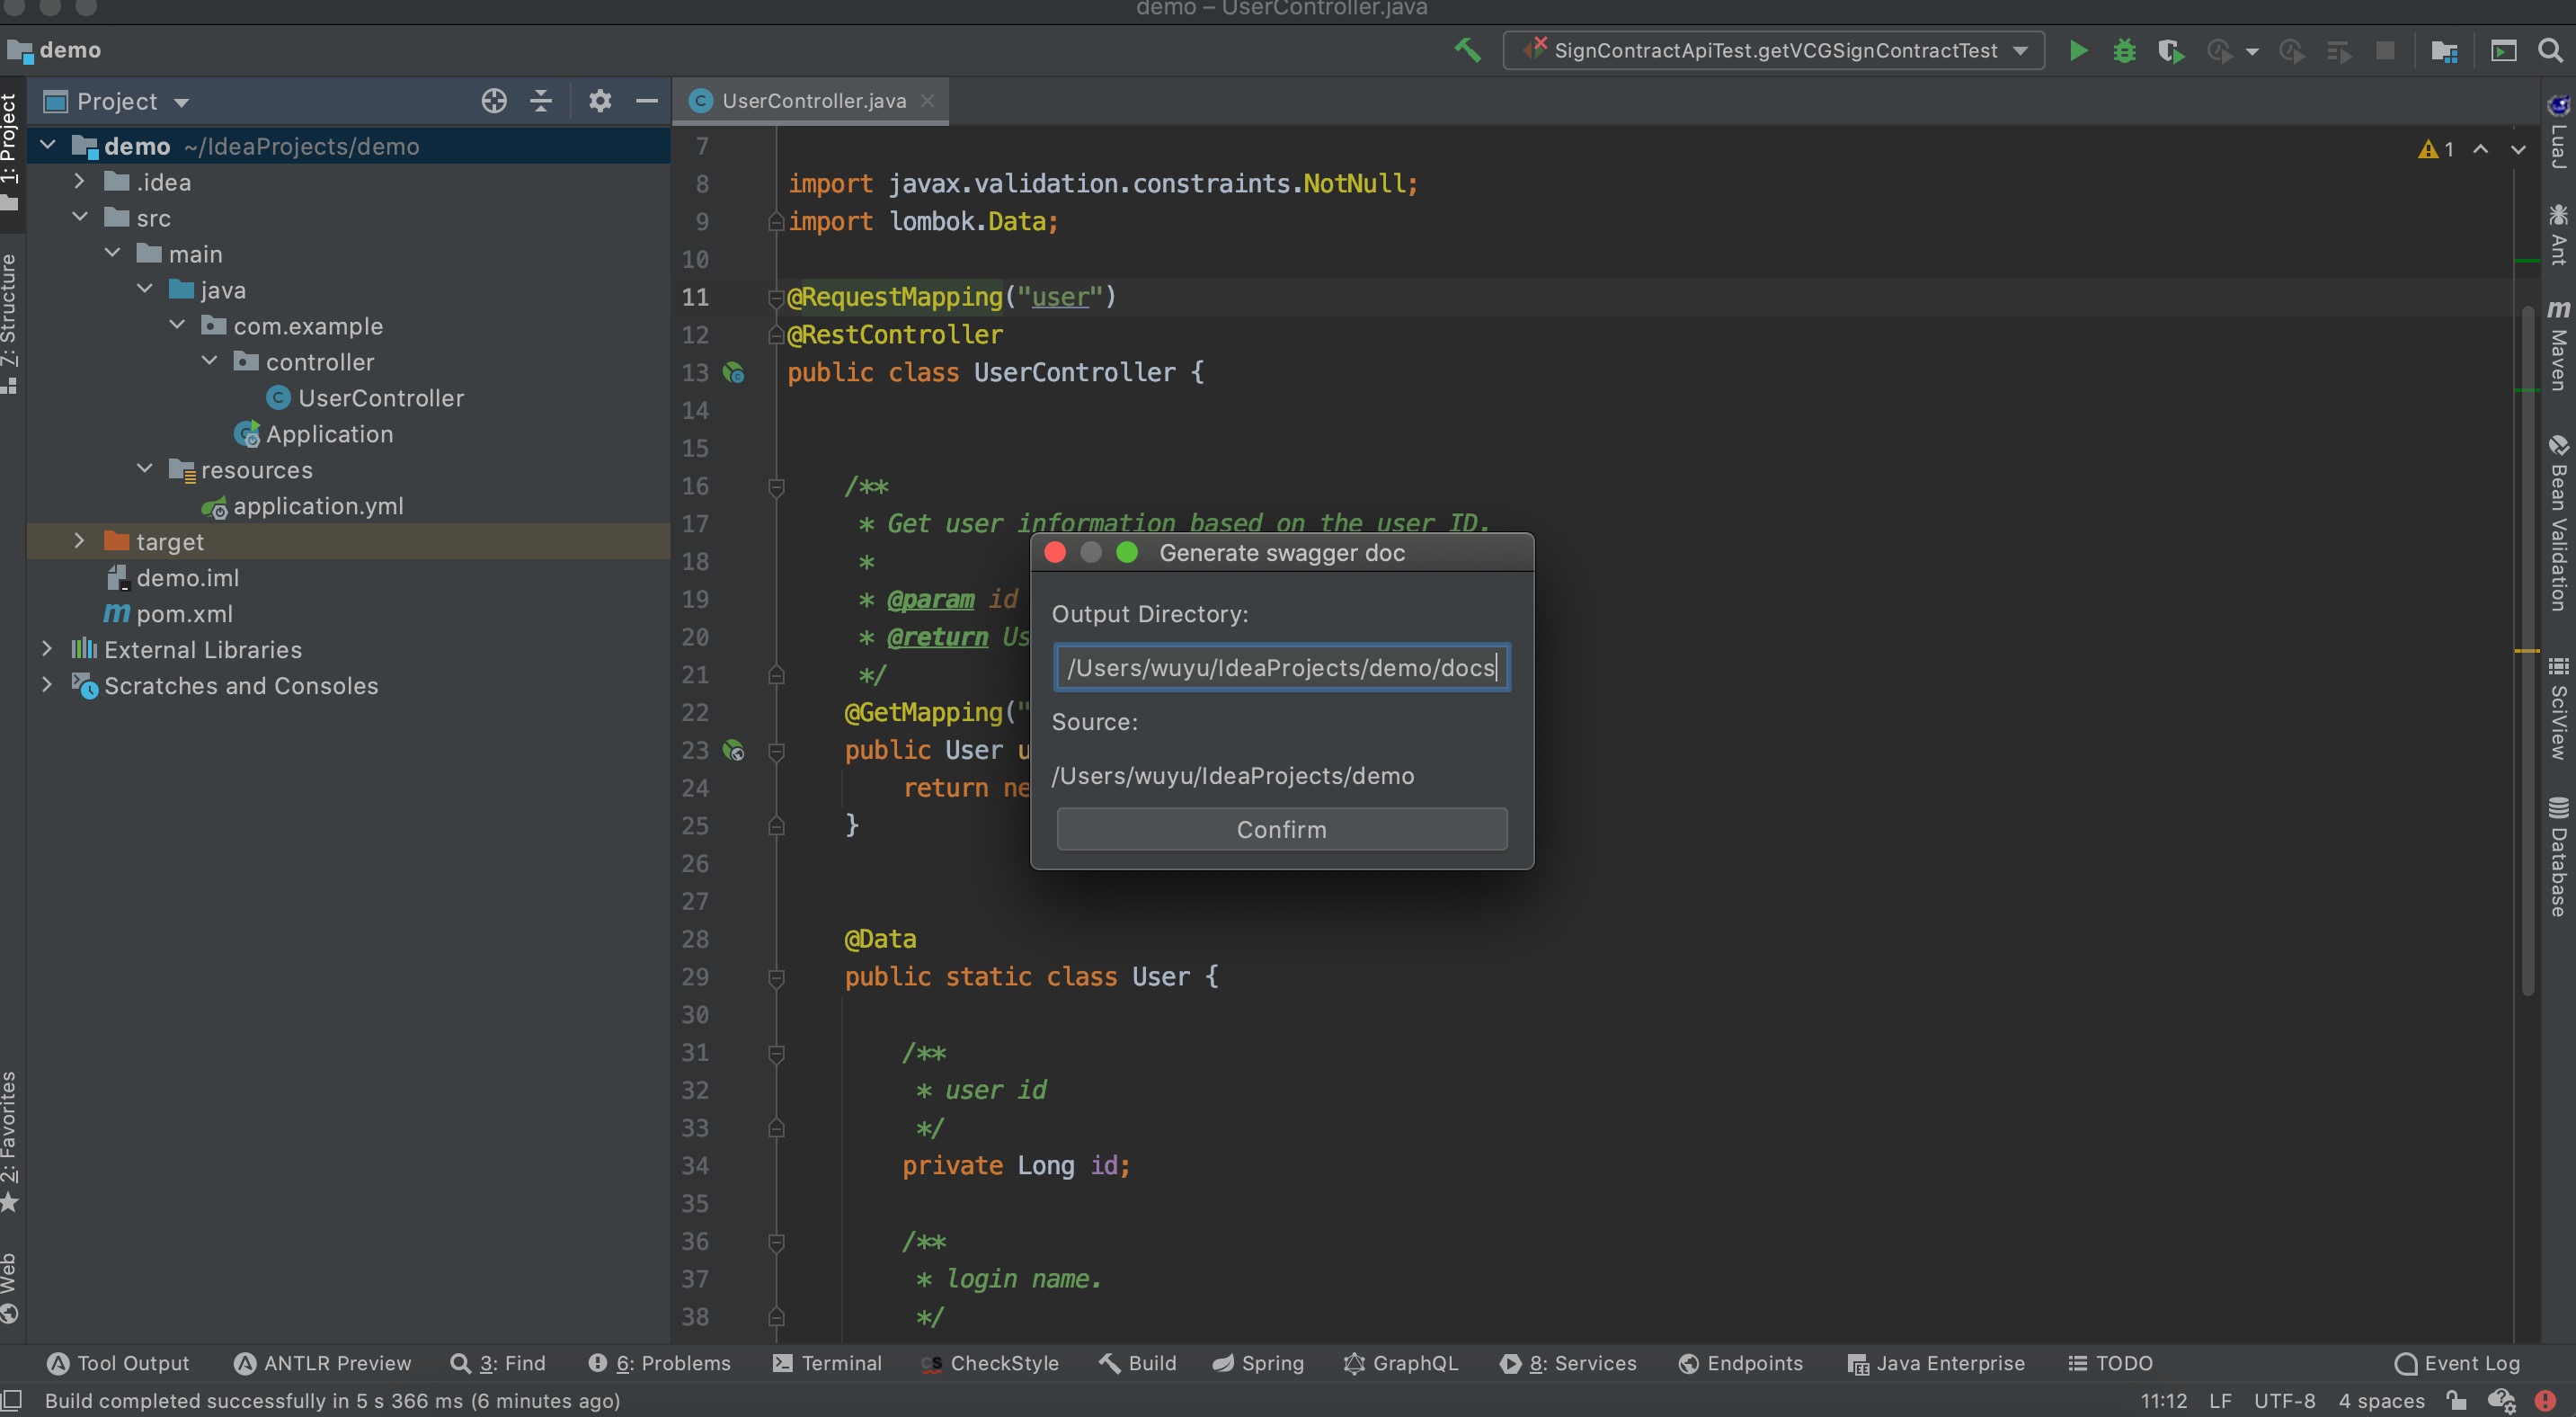 demo – UserController.java
demo
SignContractApiTest.getVCGSignContractTest
1: Project
7: Structure
2: Favorites
Web
Project
demo ~/IdeaProjects/demo
.idea
src
main
java
com.example
controller
UserController
Application
resources
application.yml
target
demo.iml
pom.xml
External Libraries
Scratches and Consoles
UserController.java
1
7
8 import javax.validation.constraints.NotNull;
9 import lombok.Data;
10
11 @RequestMapping("user")
12 @RestController
13 public class UserController {
14
15
16 /**
17 * Get user information based on the user ID.
18 *
19 * @param id
20 * @return Us
21 */
22 @GetMapping("
23 public User u
24 return ne
25 }
26
27
28 @Data
29 public static class User {
30
31 /**
32 * user id
33 */
34 private Long id;
35
36 /**
37 * login name.
38 */
Generate swagger doc
Output Directory:
/Users/wuyu/IdeaProjects/demo/docs
Source:
/Users/wuyu/IdeaProjects/demo
Confirm
LuaJ
Ant
Maven
Bean Validation
SciView
Database
Tool Output ANTLR Preview 3: Find 6: Problems Terminal CheckStyle Build Spring GraphQL 8: Services Endpoints Java Enterprise TODO Event Log
Build completed successfully in 5 s 366 ms (6 minutes ago) 11:12 LF UTF-8 4 spaces